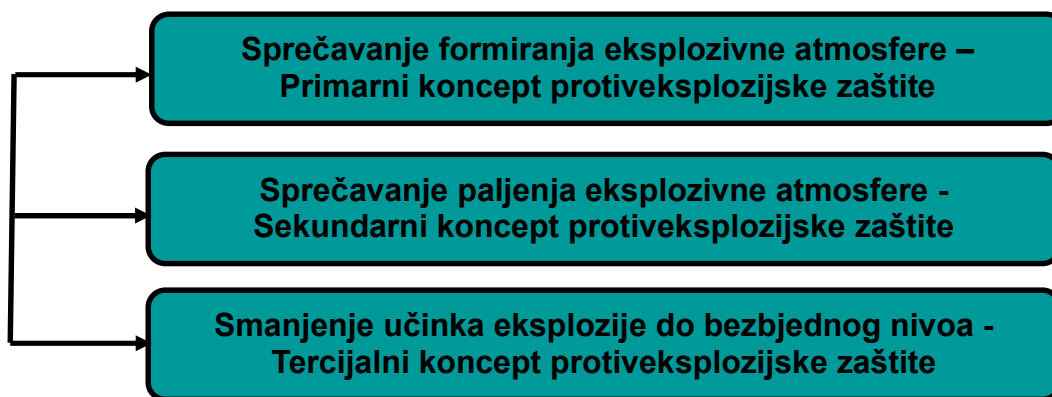 Sprečavanje formiranja eksplozivne atmosfere –
Primarni koncept protiveksplozijske zaštite
Sprečavanje paljenja eksplozivne atmosfere -
Sekundarni koncept protiveksplozijske zaštite
Smanjenje učinka eksplozije do bezbjednog nivoa -
Tercijalni koncept protiveksplozijske zaštite